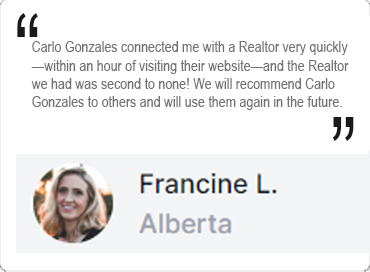 “
Carlo Gonzales connected me with a Realtor very quickly
—within an hour of visiting their website—and the Realtor
we had was second to none! We will recommend Carlo
Gonzales to others and will use them again in the future.
”
Francine L.
Alberta